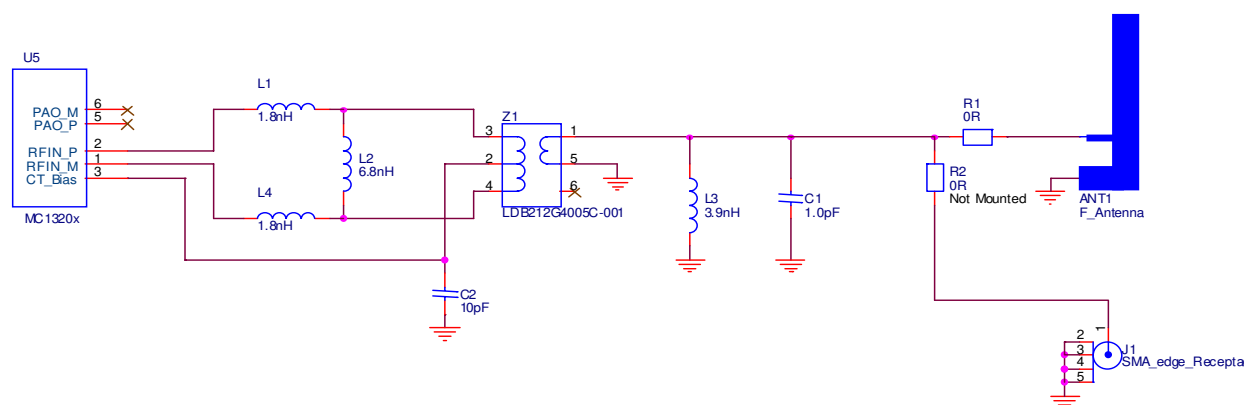 U5
PAO_M 6
PAO_P 5
RFIN_P 2
RFIN_M 1
CT_Bias 3
MC1320x
L1
1.8nH
L2
6.8nH
L4
1.8nH
C2
10pF
Z1
3 1
2 5
4 6
LDB212G4005C-001
L3
3.9nH
C1
1.0pF
R1
0R
R2
0R
Not Mounted
ANT1
F_Antenna
1
2
3
4
5
J1
SMA_edge_Recepta